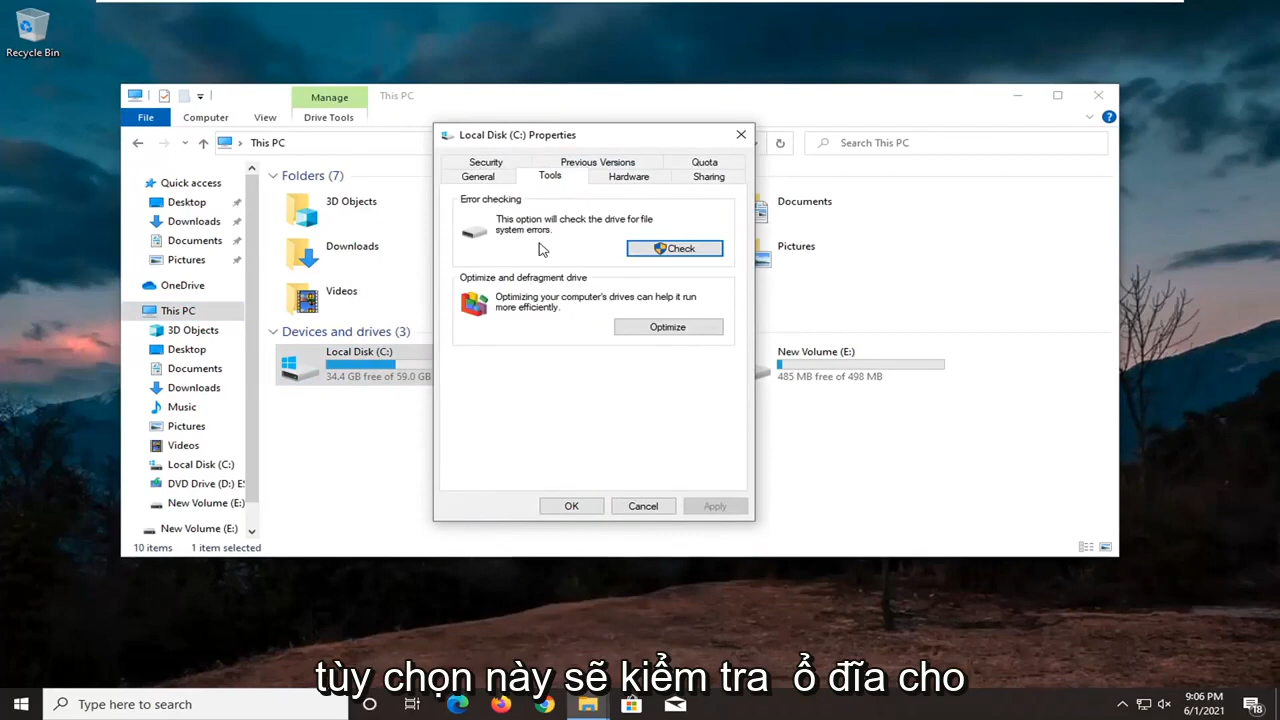 Recycle Bin
Manage
This PC
File
Computer
View
Drive Tools
This PC
Search This PC
Quick access
Desktop
Downloads
Documents
Pictures
OneDrive
This PC
3D Objects
Desktop
Documents
Downloads
Music
Pictures
Videos
Local Disk (C:)
DVD Drive (D:) E
New Volume (E:)
New Volume (E:)
Folders (7)
3D Objects
Downloads
Videos
Documents
Pictures
Devices and drives (3)
Local Disk (C:)
34.4 GB free of 59.0 GB
New Volume (E:)
485 MB free of 498 MB
10 items
1 item selected
Local Disk (C:) Properties
Security
Previous Versions
Quota
General
Tools
Hardware
Sharing
Error checking
This option will check the drive for file
system errors.
Check
Optimize and defragment drive
Optimizing your computer's drives can help it run
more efficiently.
Optimize
OK
Cancel
Apply
tùy chọn này sẽ kiểm tra ổ đĩa cho
Type here to search
9:06 PM
6/1/2021
18